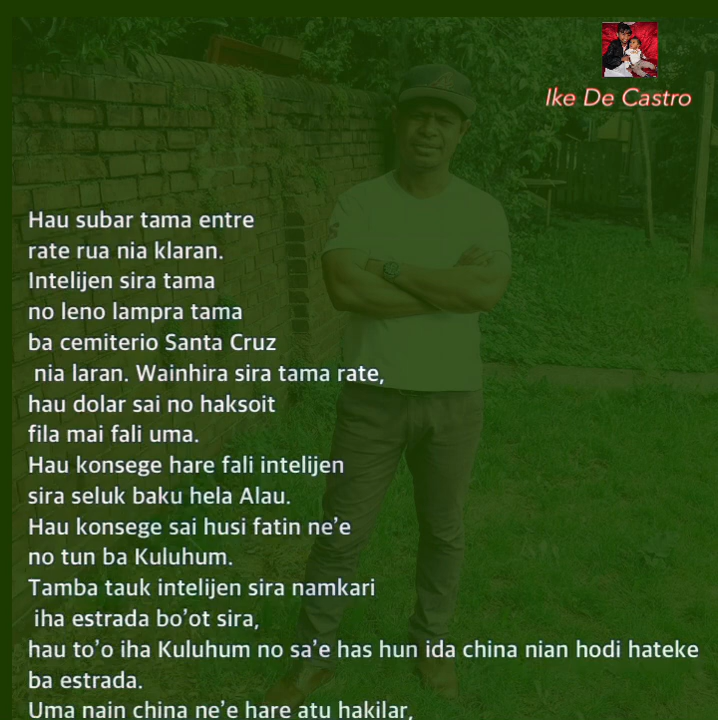 Ike De Castro
Hau subar tama entre
rate rua nia klaran.
Intelijen sira tama
no leno lampra tama
ba cemiterio Santa Cruz
nia laran. Wainhira sira tama rate,
hau dolar sai no haksoit
fila mai fali uma.
Hau konsege hare fali intelijen
sira seluk baku hela Alau.
Hau konsege sai husi fatin ne’e
no tun ba Kuluhum.
Tamba tauk intelijen sira namkari
iha estrada bo’ot sira,
hau to’o iha Kuluhum no sa’e has hun ida china nian hodi hateke
ba estrada.
Uma nain china ne’e hare atu hakilar,